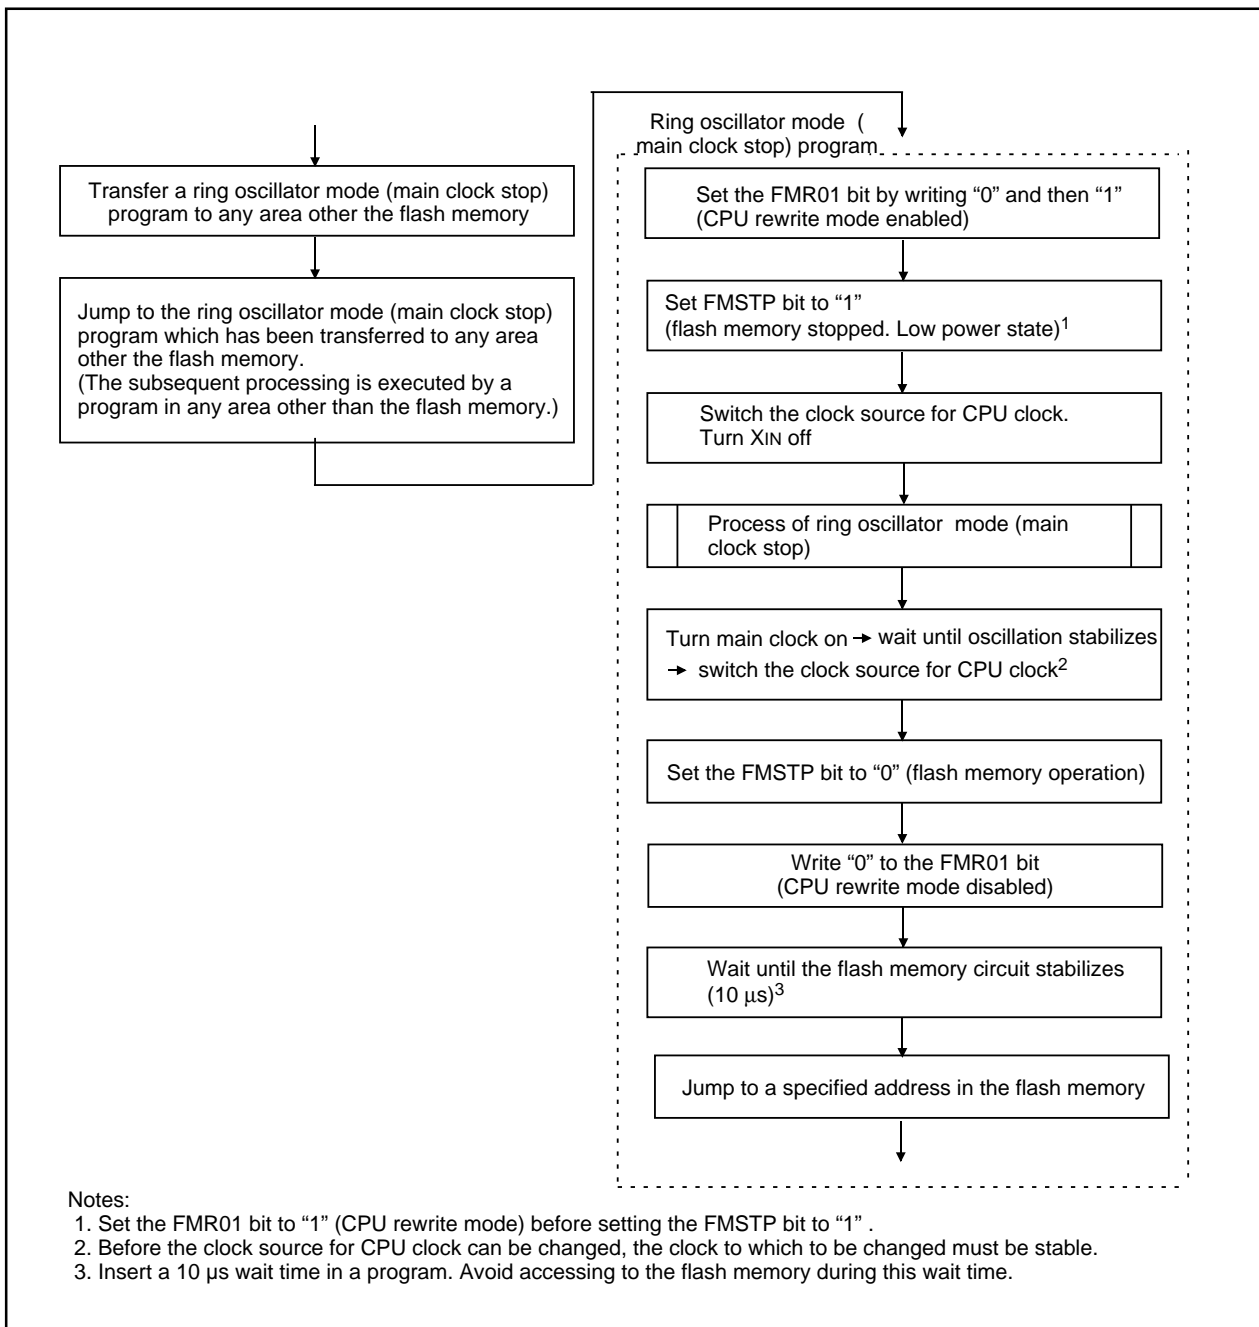 Transfer a ring oscillator mode (main clock stop)
program to any area other the flash memory
Jump to the ring oscillator mode (main clock stop)
program which has been transferred to any area
other the flash memory.
(The subsequent processing is executed by a
program in any area other than the flash memory.)
Ring oscillator mode (
main clock stop) program
Set the FMR01 bit by writing “0” and then “1”
(CPU rewrite mode enabled)
Set FMSTP bit to “1”
(flash memory stopped. Low power state)1
Switch the clock source for CPU clock.
Turn XIN off
Process of ring oscillator mode (main
clock stop)
Turn main clock on → wait until oscillation stabilizes
→ switch the clock source for CPU clock2
Set the FMSTP bit to “0” (flash memory operation)
Write “0” to the FMR01 bit
(CPU rewrite mode disabled)
Wait until the flash memory circuit stabilizes
(10 µs)3
Jump to a specified address in the flash memory
Notes:
1. Set the FMR01 bit to “1” (CPU rewrite mode) before setting the FMSTP bit to “1” .
2. Before the clock source for CPU clock can be changed, the clock to which to be changed must be stable.
3. Insert a 10 µs wait time in a program. Avoid accessing to the flash memory during this wait time.